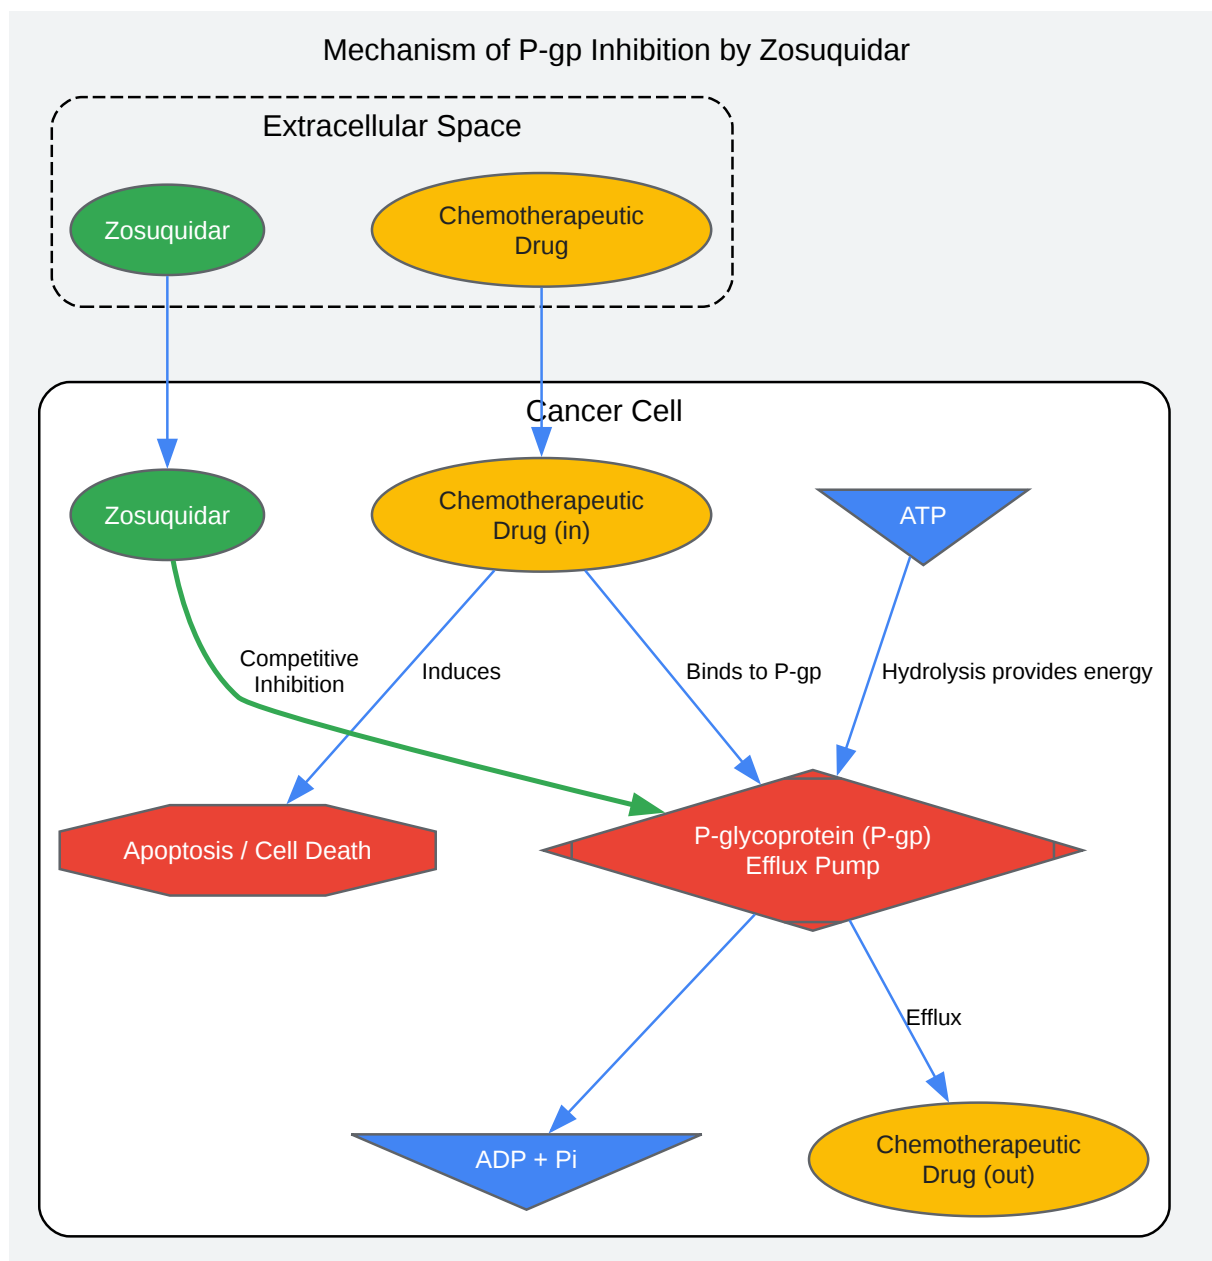 Mechanism of P-gp Inhibition by Zosuquidar
Extracellular Space
Zosuquidar
Chemotherapeutic
Drug
Cancer Cell
Zosuquidar
Chemotherapeutic
Drug (in)
ATP
Competitive
Inhibition
Induces
Binds to P-gp
Hydrolysis provides energy
Apoptosis / Cell Death
P-glycoprotein (P-gp)
Efflux Pump
Efflux
ADP + Pi
Chemotherapeutic
Drug (out)